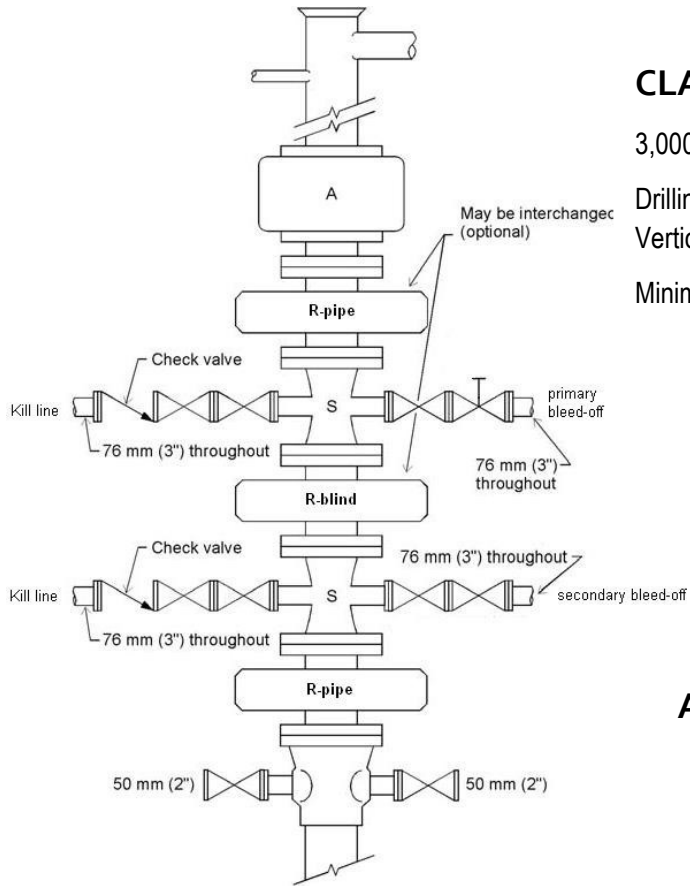 CLA
3,000
A
Drillin
May be interchanged
(optional)
Vertic
Minin
R-pipe
Check valve
Kill line
S
primary
bleed-off
76 mm (3") throughout
76 mm (3")
throughout
R-blind
Check valve
76 mm (3") throughout
Kill line
S
secondary bleed-off
76 mm (3") throughout
R-pipe
A
50 mm (2")
50 mm (2")